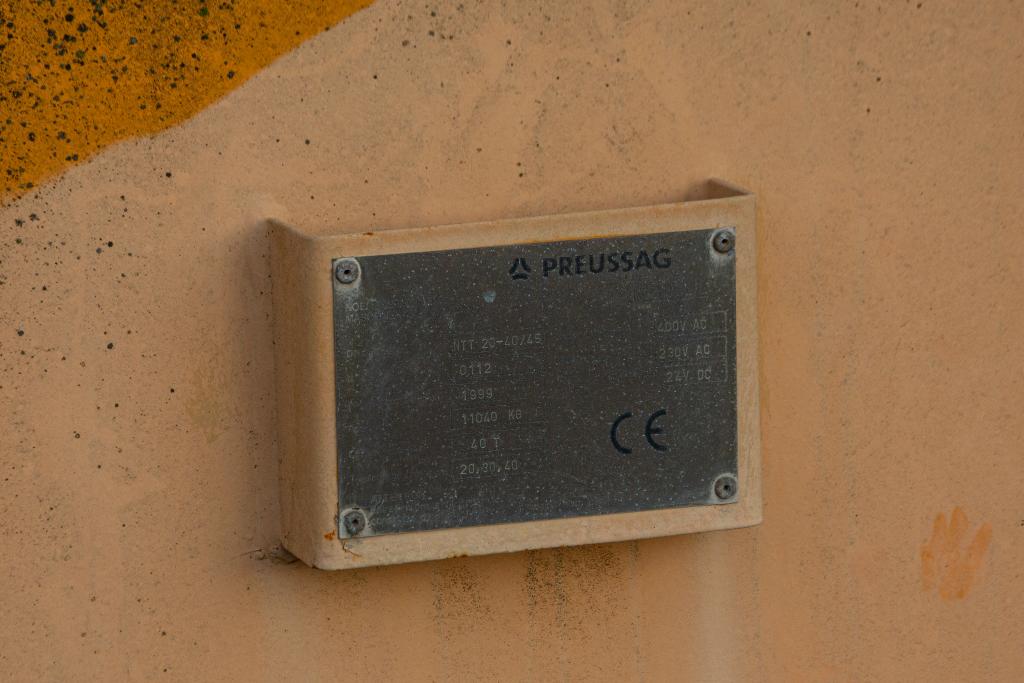 PREUSSAG
400V AC
NTT 20-40/45
230V AC
0112
24V DC
1999
11040 KG
40 T
20,30,40
CE